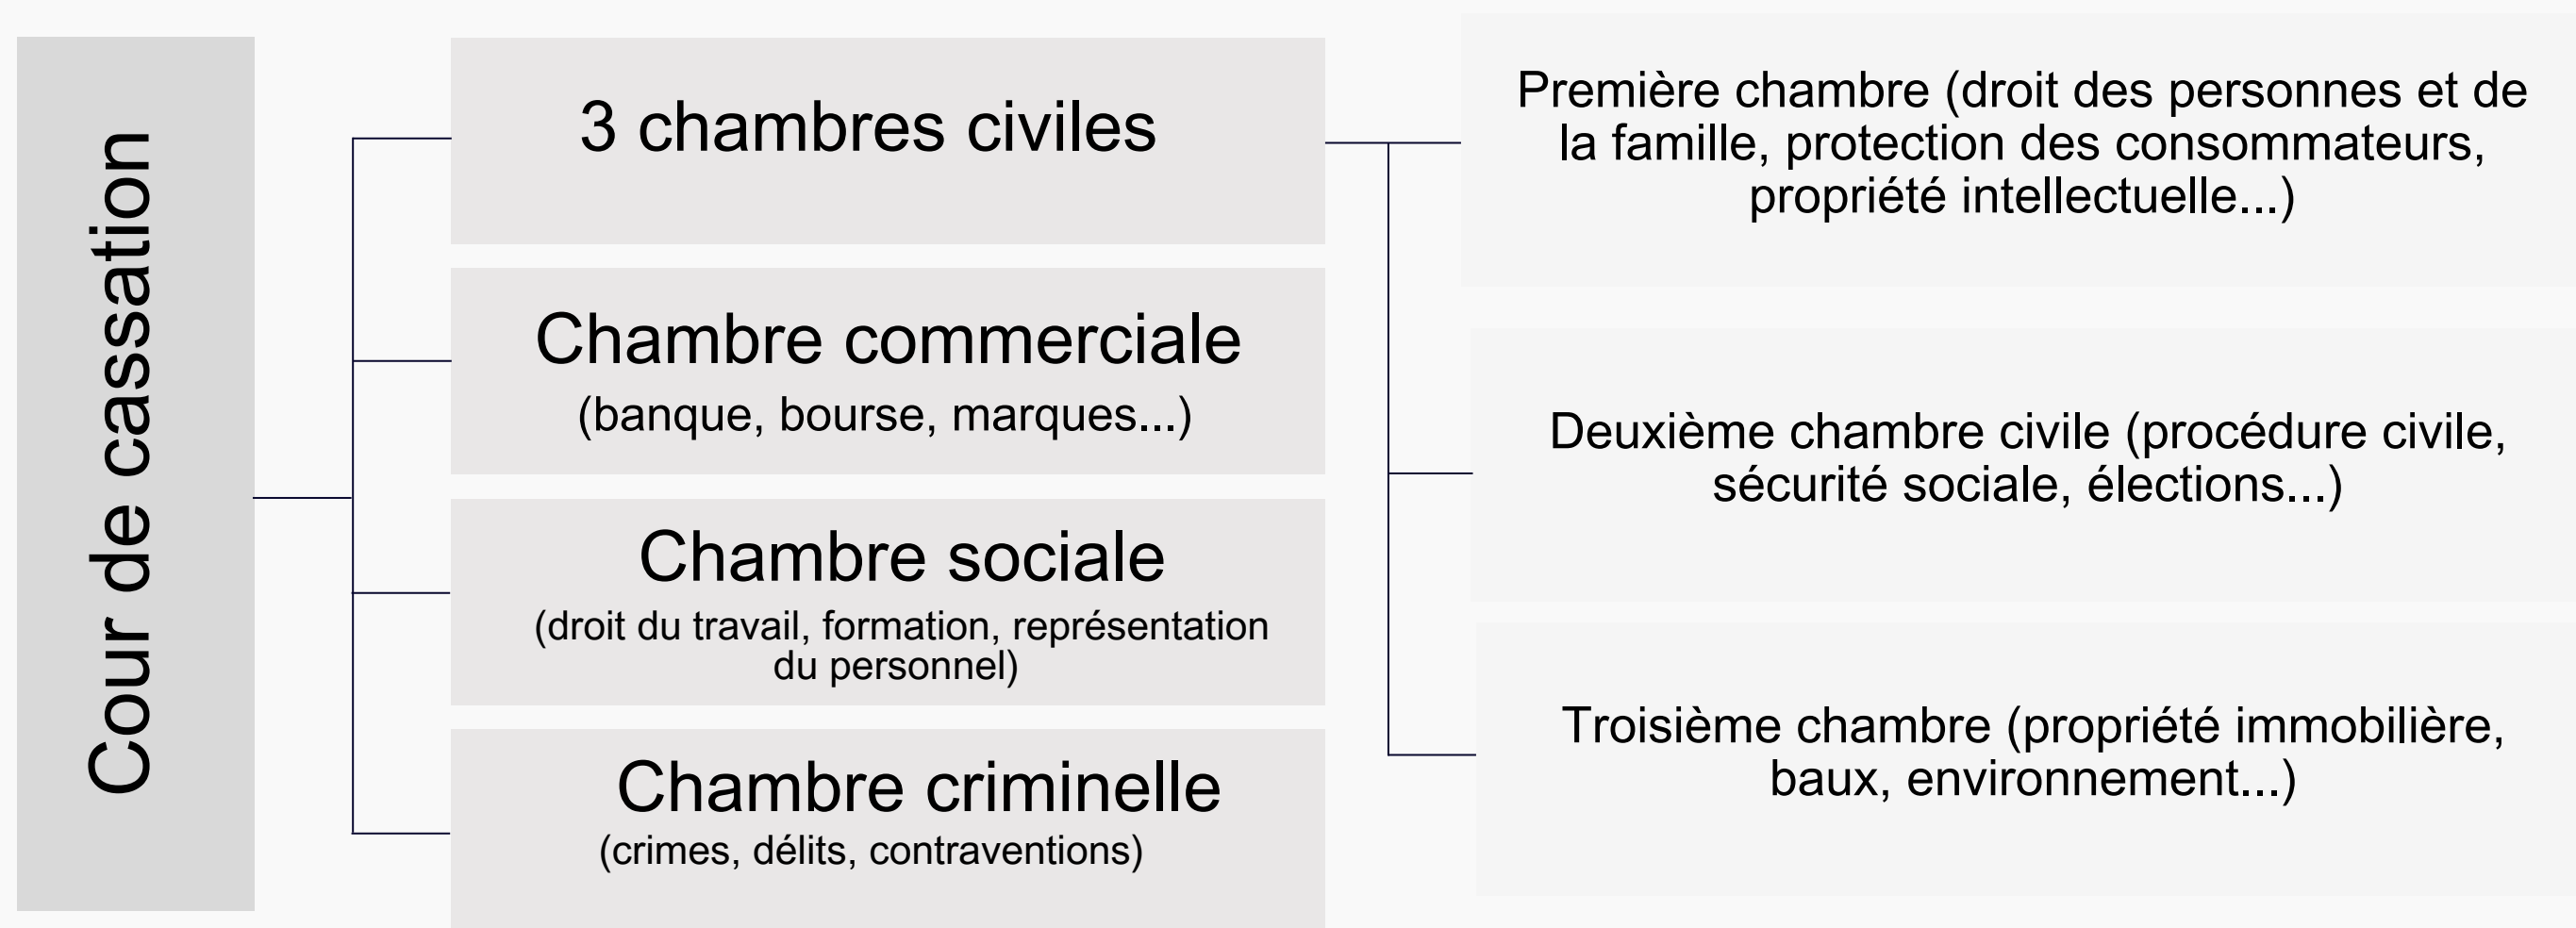 Cour de cassation
3 chambres civiles
Chambre commerciale
(banque, bourse, marques...)
Chambre sociale
(droit du travail, formation, représentation
du personnel)
Chambre criminelle
(crimes, délits, contraventions)
Première chambre (droit des personnes et de
la famille, protection des consommateurs,
propriété intellectuelle...)
Deuxième chambre civile (procédure civile,
sécurité sociale, élections...)
Troisième chambre (propriété immobilière,
baux, environnement...)